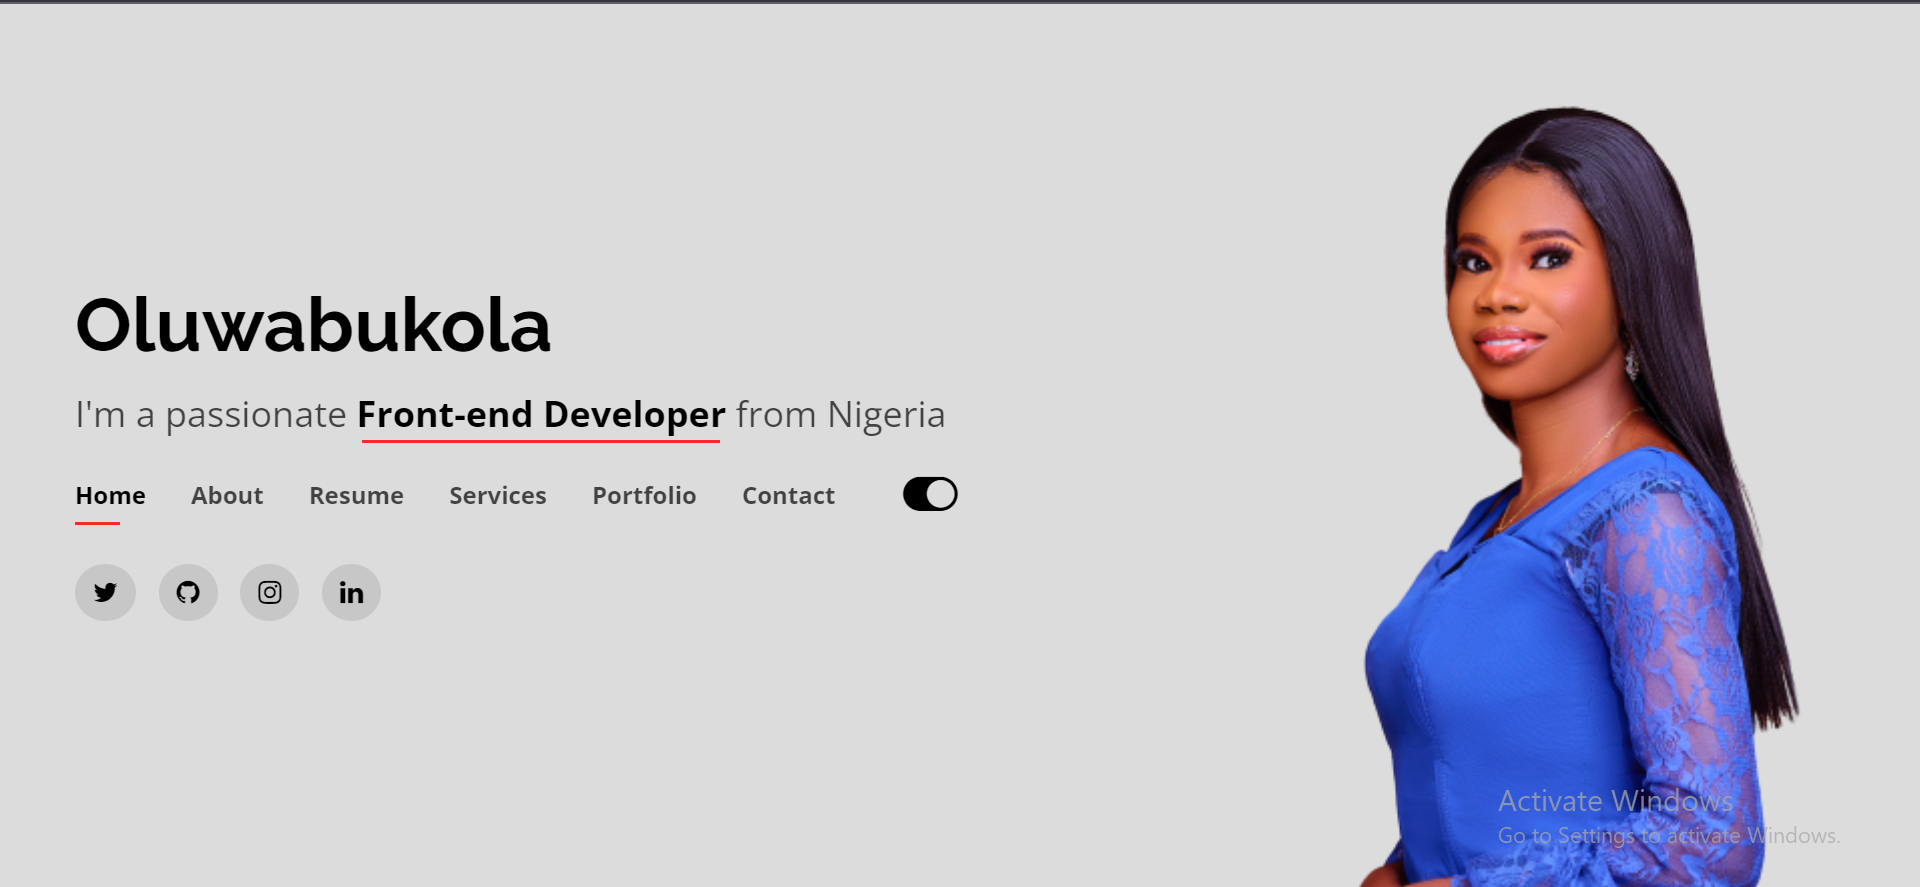 Oluwabukola
I'm a passionate Front-end Developer from Nigeria
Home About Resume Services Portfolio Contact
in
Activate Windows
Go to Settings to activate Windows.